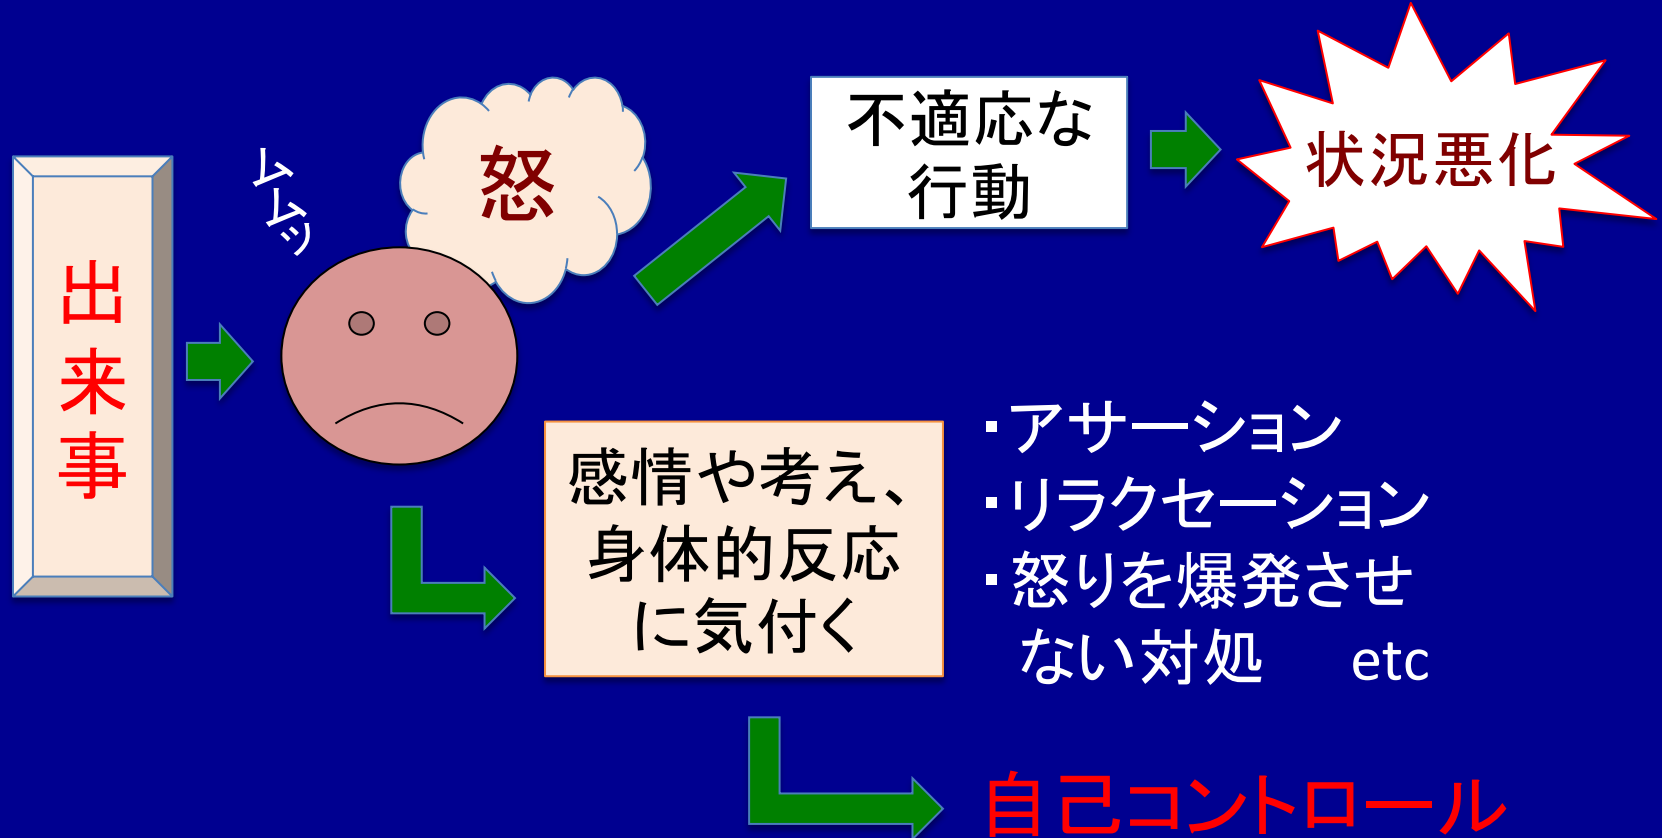 出来事
ムムッ
怒
不適応な
行動
状況悪化
感情や考え、
身体的反応
に気付く
・アサーション
・リラクセーション
・怒りを爆発させ
ない対処　etc
自己コントロール